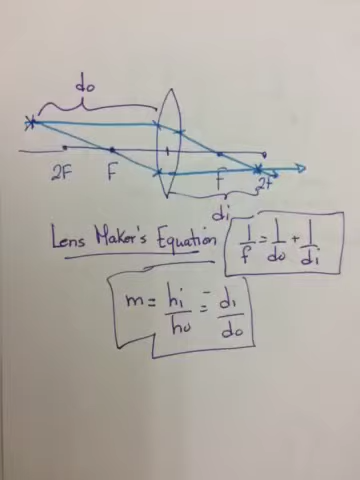 do
2F F F 2f
di
Lens Maker's Equation 1/f = 1/do + 1/di
m = hi/ho = -di/do